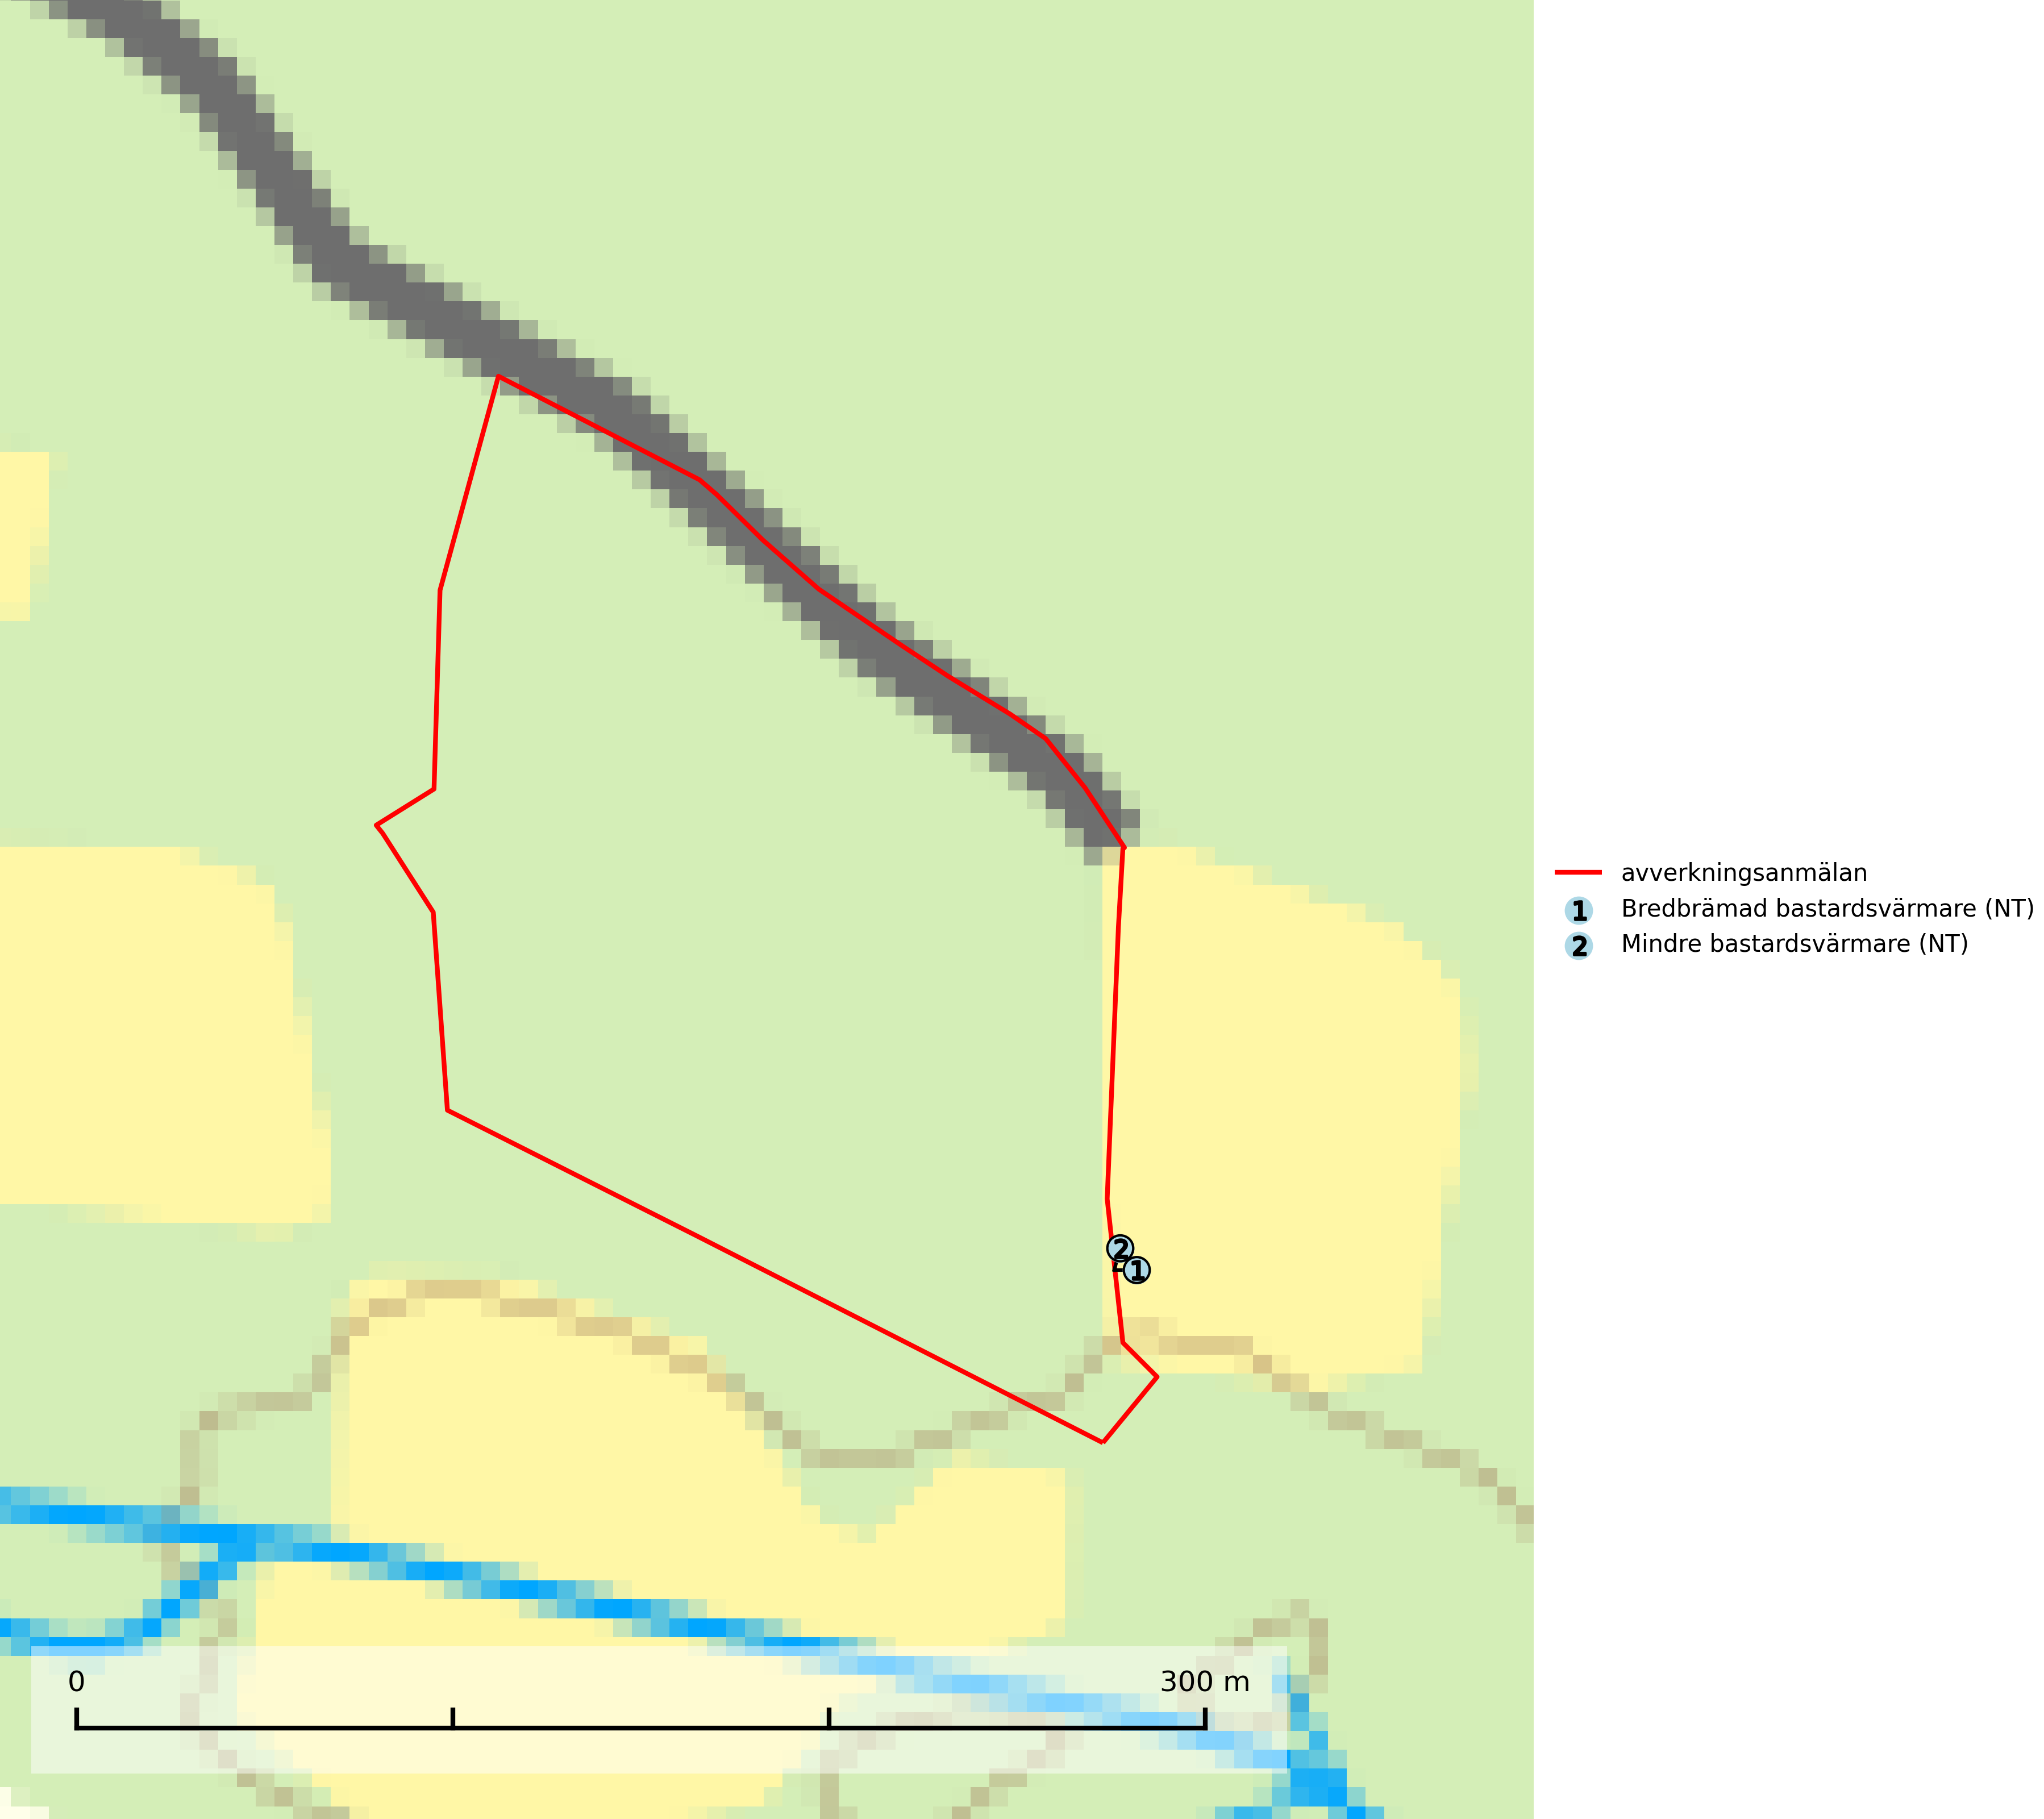 avverkningsanmälan
1 Bredbrämad bastardsvärmare (NT)
2 Mindre bastardsvärmare (NT)
2
1
0 300 m